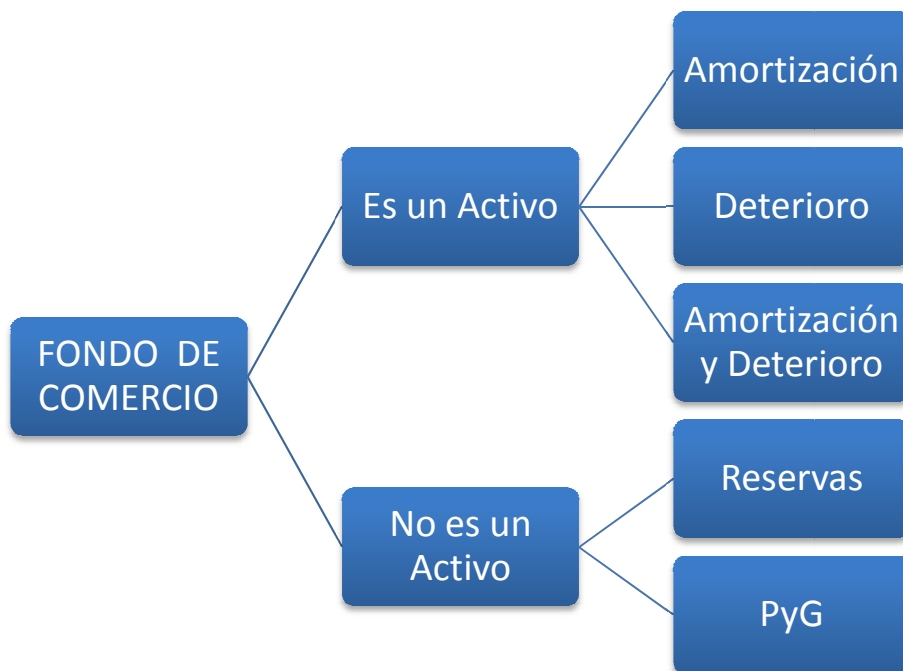 FONDO DE
COMERCIO
Es un Activo
Amortización
Deterioro
Amortización
y Deterioro
No es un
Activo
Reservas
PyG